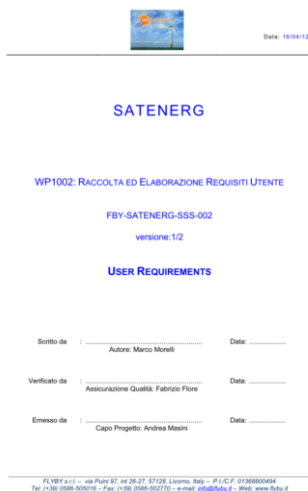 Data: 16/04/12
SATENERG
WP1002: RACCOLTA ED ELABORAZIONE REQUISITI UTENTE
FBY-SATENERG-SSS-002
versione:1/2
USER REQUIREMENTS
Scritto da : ........................................................ Data: ..................
Autore: Marco Morelli
Verificato da : ........................................................ Data: ..................
Assicurazione Qualità: Fabrizio Flore
Emesso da : ........................................................ Data: ..................
Capo Progetto: Andrea Masini
FLYBY s.r.l. – via Puini 97, int 26-27, 57128, Livorno, Italy – P.I./C.F. 01368800494
Tel: (+39) 0586-505016 – Fax: (+39) 0586-502770 – e-mail: info@flyby.it – Web: www.flyby.it